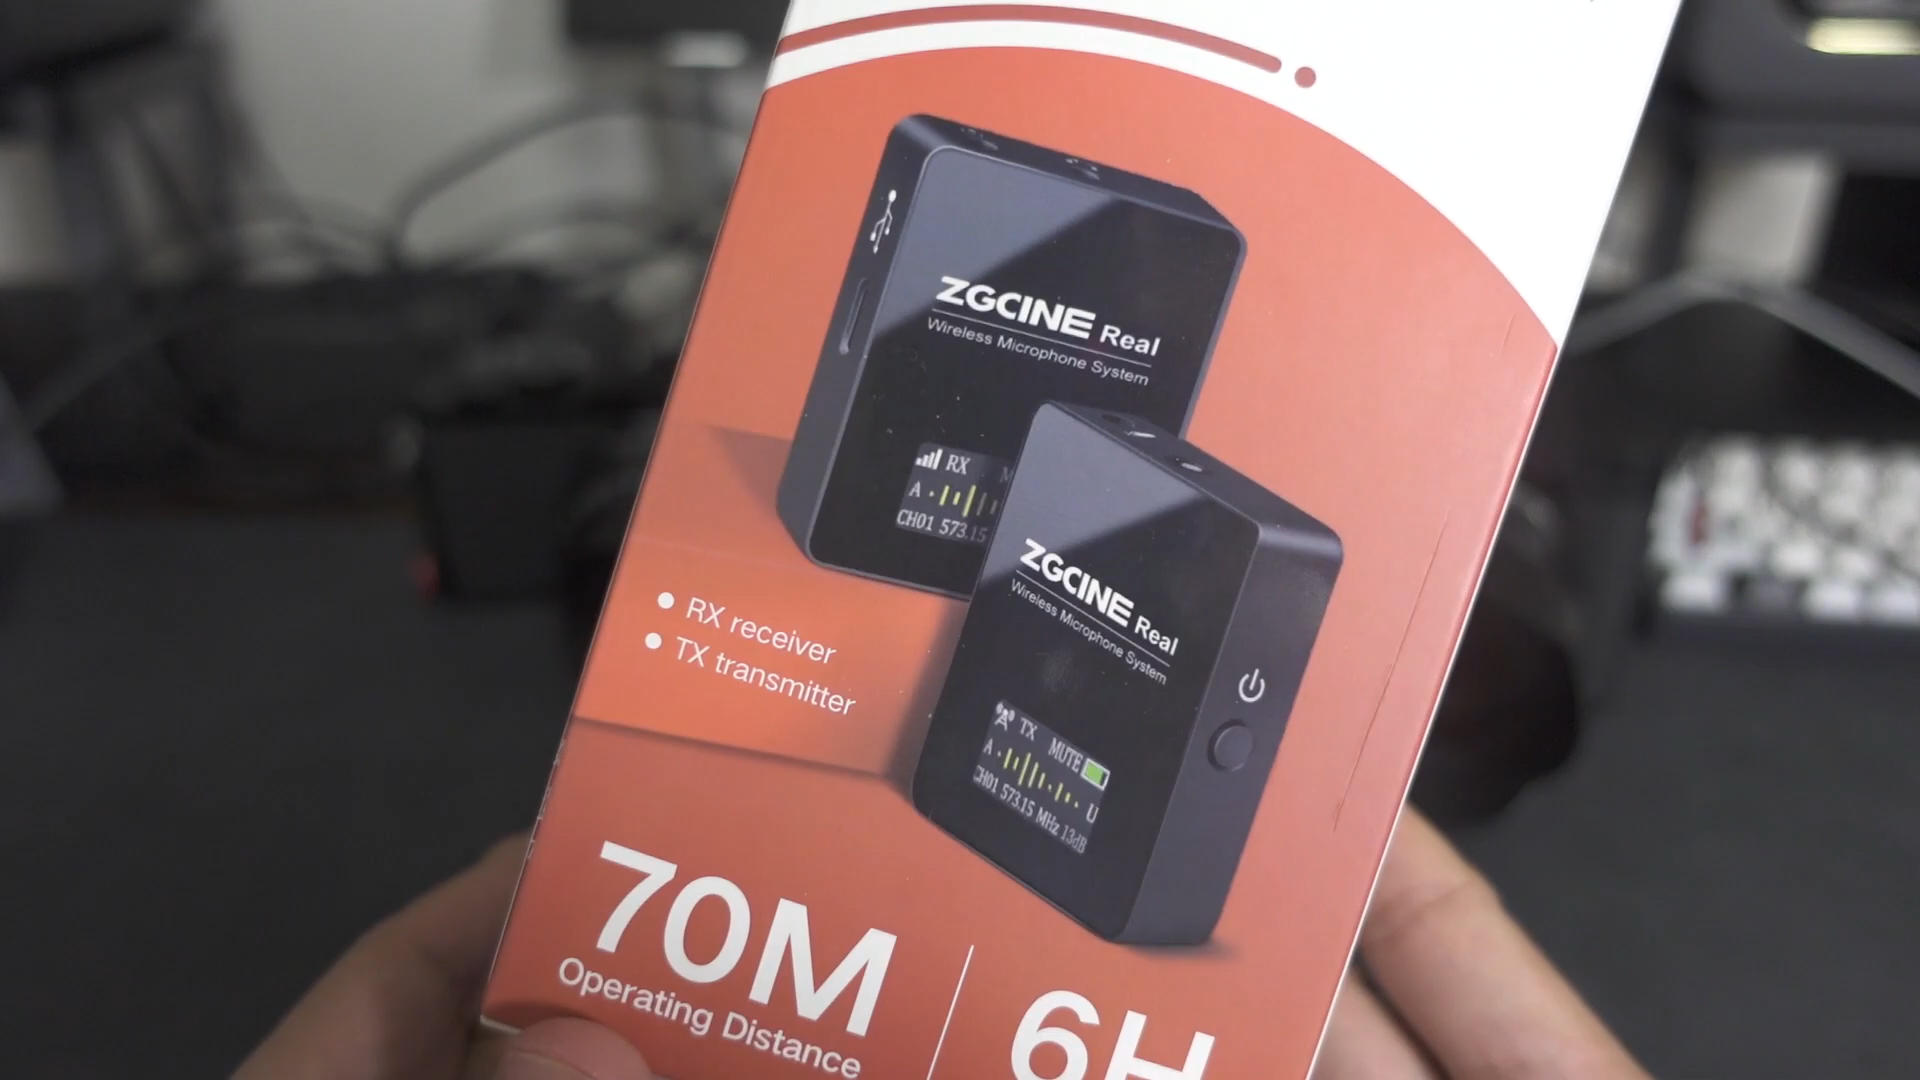 ZGCINE Real
Wireless Microphone System
RX
A
CH01 573.15
ZGCINE Real
Wireless Microphone System
TX MUTE
A U
CH01 573.15 MHz 13dB
• RX receiver
• TX transmitter
70M
Operating Distance
6H